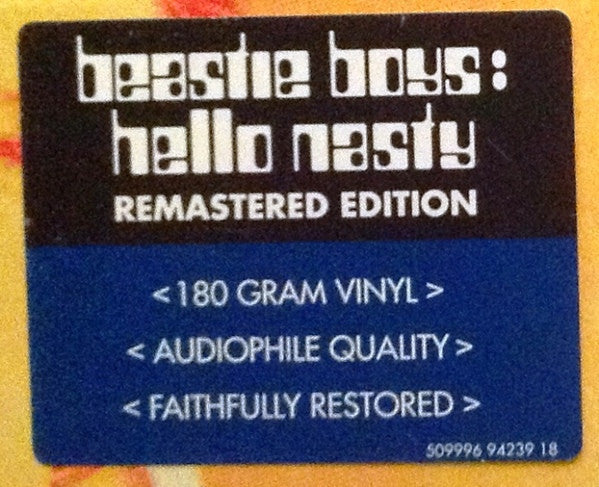 beastie boys:
hello nasty
REMASTERED EDITION
<180 GRAM VINYL>
< AUDIOPHILE QUALITY >
< FAITHFULLY RESTORED >
509996 94239 18